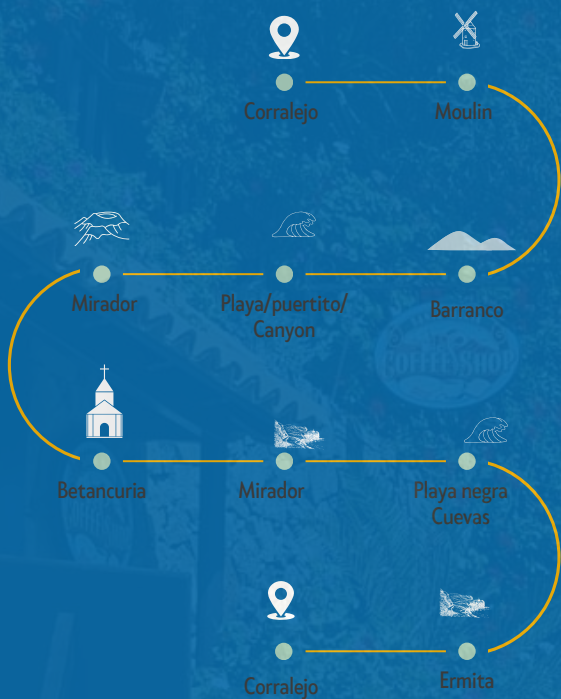 Corralejo
Moulin
Barranco
Playa/puertito/
Canyon
Mirador
Betancuria
Mirador
Playa negra
Cuevas
Ermita
Corralejo